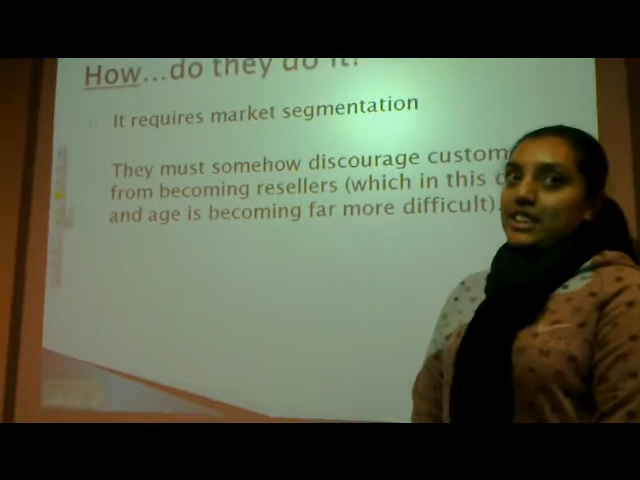 How...do they do it?
It requires market segmentation
They must somehow discourage
from becoming resellers (which in this
and age is becoming far more difficult).